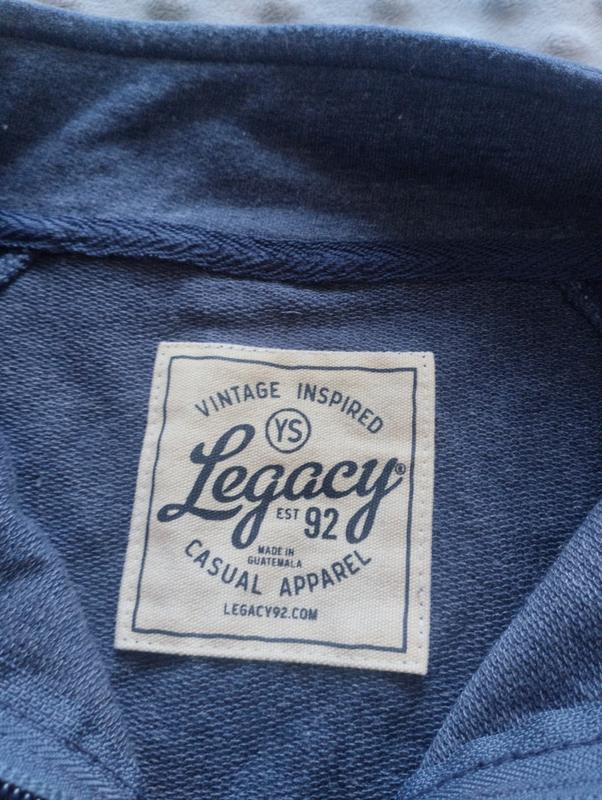 VINTAGE INSPIRED
YS
Legacy®
EST 92
MADE IN
GUATEMALA
CASUAL APPAREL
LEGACY92.COM